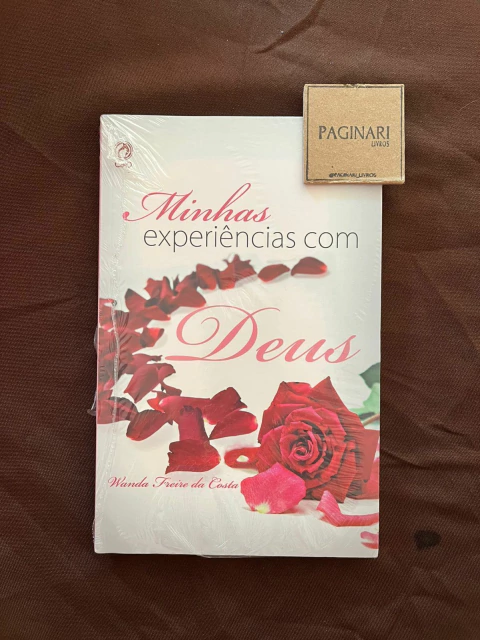 PAGINARI
LIVROS
@PAGINARI_LIVROS
Minhas
experiências com
Deus
Wanda Freire da Costa